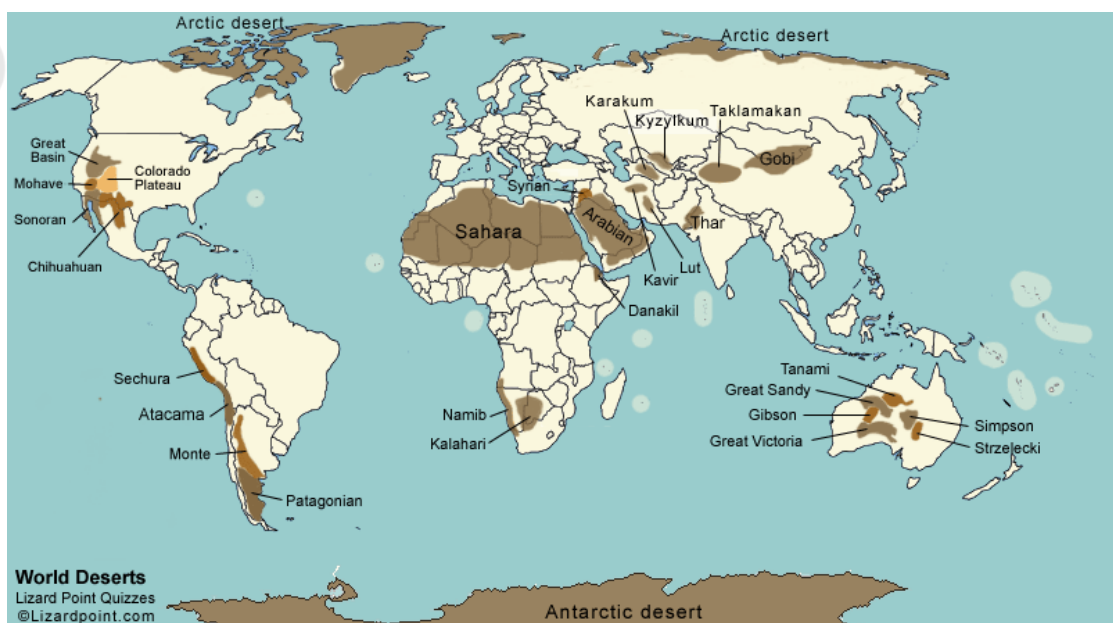 Arctic desert
Arctic desert
Karakum
Taklamakan
Kyzylkum
Great
Basin
Colorado
Plateau
Gobi
Mohave
Syrian
Sonoran
Sahara
Arabian
Thar
Chihuahuan
Lut
Kavir
Danakil
Sechura
Tanami
Great Sandy
Atacama
Namib
Gibson
Simpson
Kalahari
Great Victoria
Strzelecki
Monte
Patagonian
World Deserts
Lizard Point Quizzes
©Lizardpoint.com
Antarctic desert